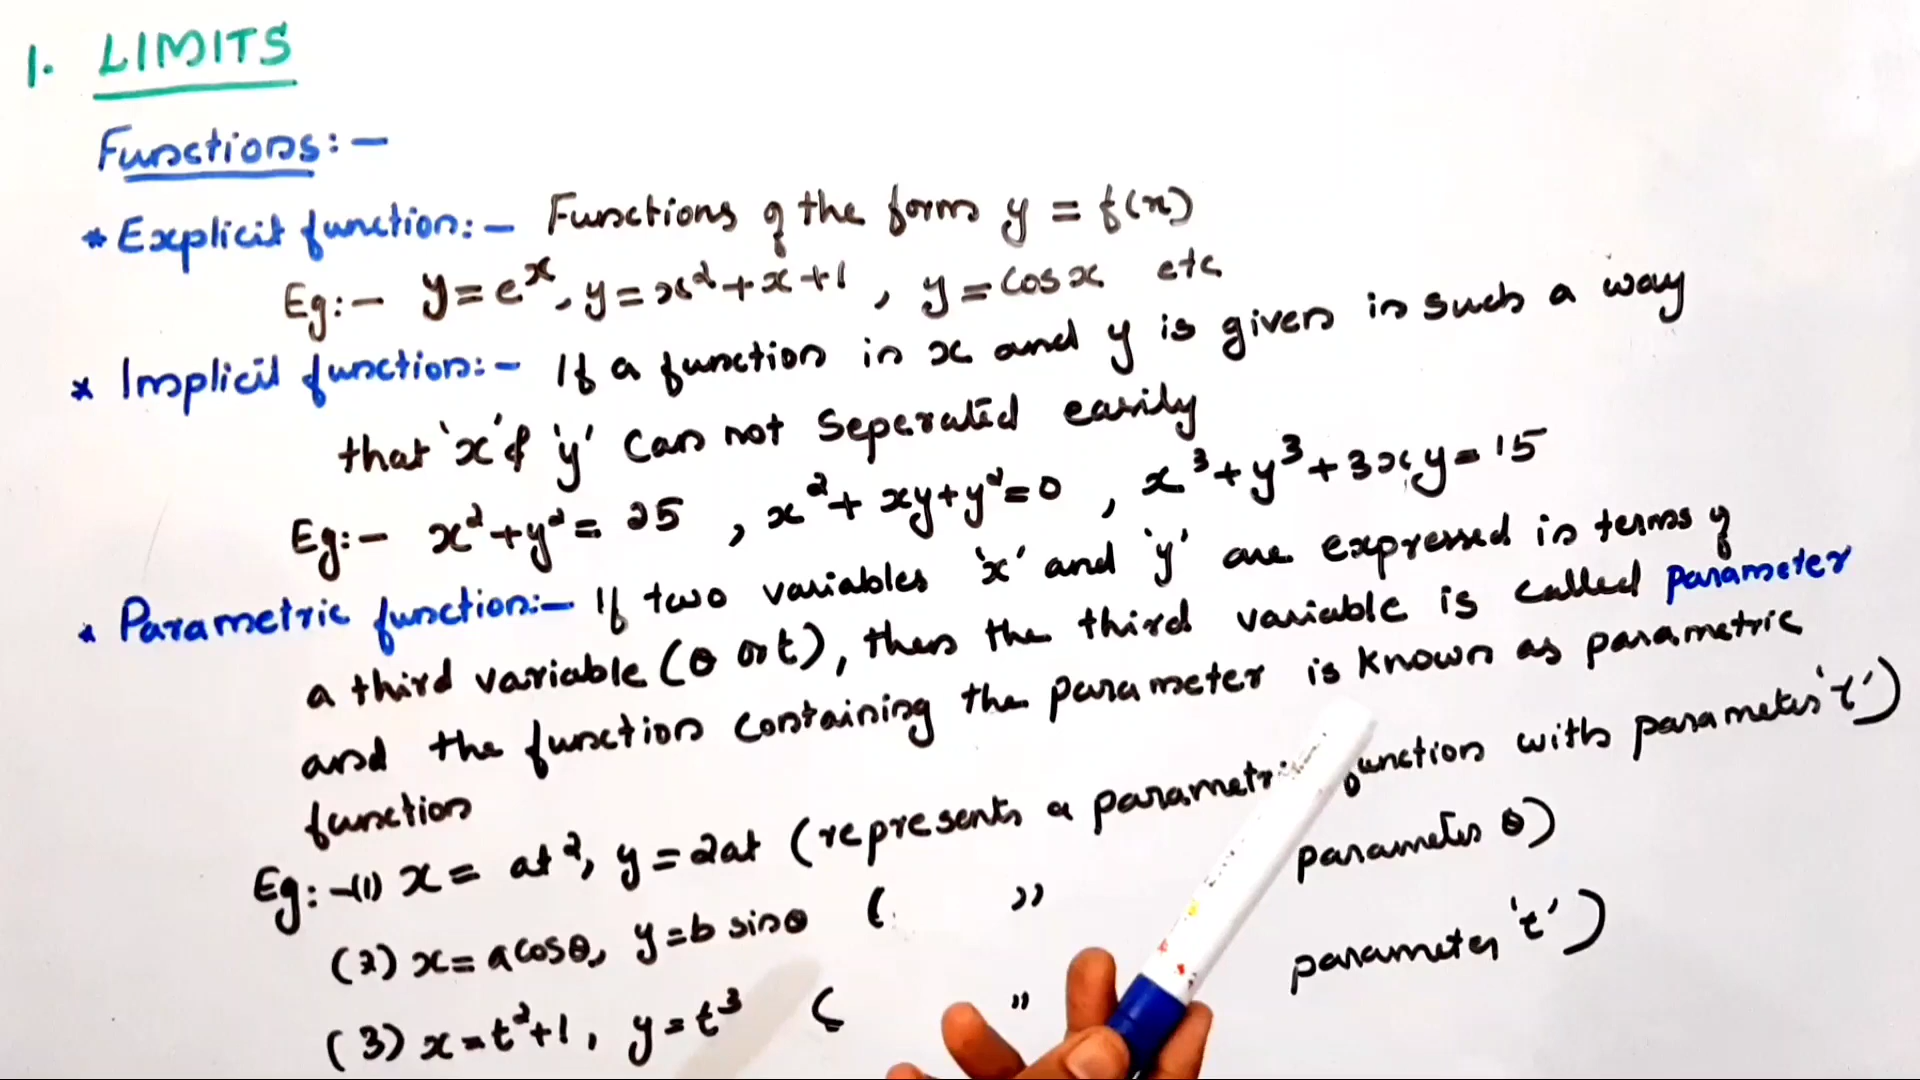 1. LIMITS
Functions:-
* Explicit function:- Functions of the form y = f(x)
Eg:- y=eˣ, y=x²+x+1, y=cosx etc
* Implicit function:- If a function in x and y is given in such a way
that 'x' & 'y' can not seperated easily
Eg:- x²+y²=25, x²+xy+y²=0, x³+y³+3xy=15
* Parametric function:- If two variables 'x' and 'y' are expressed in terms of
a third variable (θ or t), then the third variable is called parameter
and the function containing the parameter is known as parametric
function
Eg:-(1) x=at², y=2at (represents a parametric function with parameter 't')
(2) x=acosθ, y=b sinθ ( " parameter θ)
(3) x=t²+1, y=t³ ( " parameter 't')